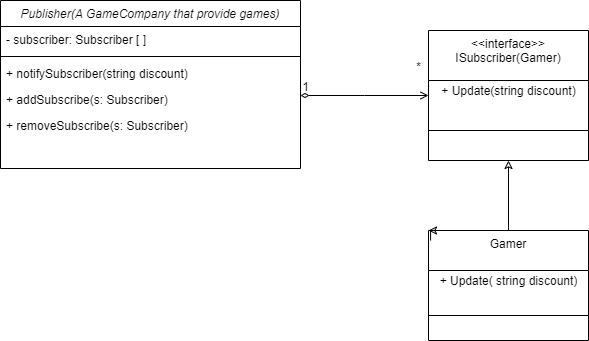 Publisher(A GameCompany that provide games)
- subscriber: Subscriber [ ]
+ notifySubscriber(string discount)
+ addSubscribe(s: Subscriber)
+ removeSubscribe(s: Subscriber)
1
*
<<interface>>
ISubscriber(Gamer)
+ Update(string discount)
Gamer
+ Update( string discount)